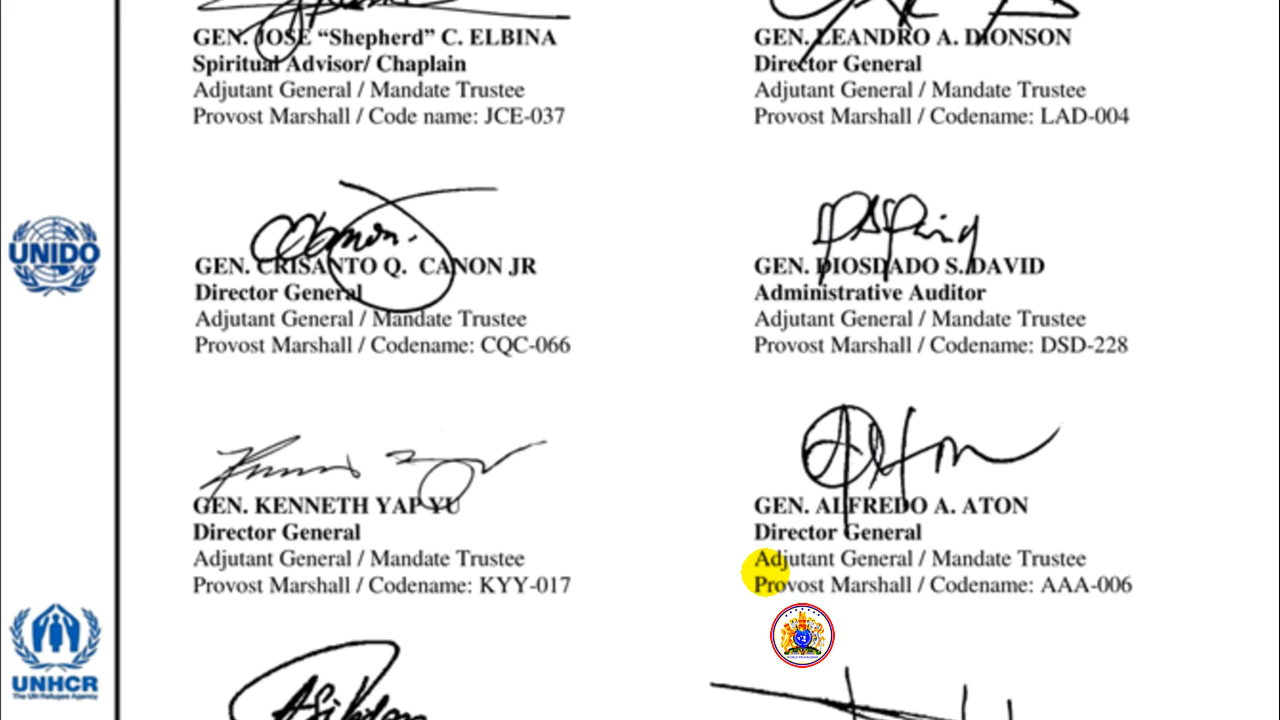 GEN. JOSE “Shepherd” C. ELBINA
Spiritual Advisor/ Chaplain
Adjutant General / Mandate Trustee
Provost Marshall / Code name: JCE-037
GEN. LEANDRO A. DIONSON
Director General
Adjutant General / Mandate Trustee
Provost Marshall / Codename: LAD-004
UNIDO
GEN. CRISANTO Q. CANON JR
Director General
Adjutant General / Mandate Trustee
Provost Marshall / Codename: CQC-066
GEN. DIOSDADO S. DAVID
Administrative Auditor
Adjutant General / Mandate Trustee
Provost Marshall / Codename: DSD-228
GEN. KENNETH YAP YU
Director General
Adjutant General / Mandate Trustee
Provost Marshall / Codename: KYY-017
GEN. ALFREDO A. ATON
Director General
Adjutant General / Mandate Trustee
Provost Marshall / Codename: AAA-006
UNHCR
The UN Refugee Agency